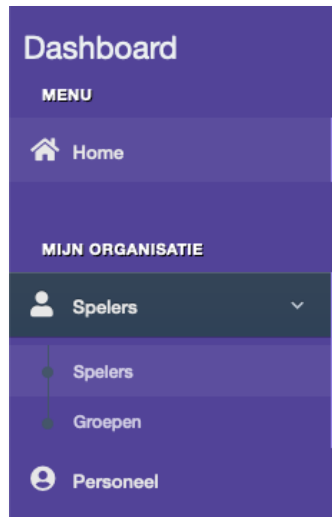 Dashboard
MENU
Home
MIJN ORGANISATIE
Spelers
Spelers
Groepen
Personeel